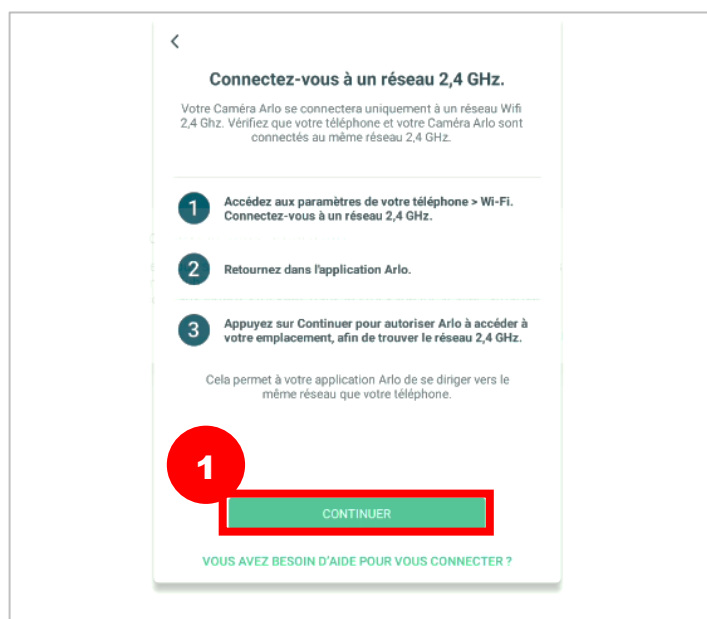 Connectez-vous à un réseau 2,4 GHz.
Votre Caméra Arlo se connectera uniquement à un réseau Wifi
2,4 Ghz. Vérifiez que votre téléphone et votre Caméra Arlo sont
connectés au même réseau 2,4 GHz.
1 Accédez aux paramètres de votre téléphone > Wi-Fi.
Connectez-vous à un réseau 2,4 GHz.
2 Retournez dans l'application Arlo.
3 Appuyez sur Continuer pour autoriser Arlo à accéder à
votre emplacement, afin de trouver le réseau 2,4 GHz.
Cela permet à votre application Arlo de se diriger vers le
même réseau que votre téléphone.
1
CONTINUER
VOUS AVEZ BESOIN D'AIDE POUR VOUS CONNECTER ?